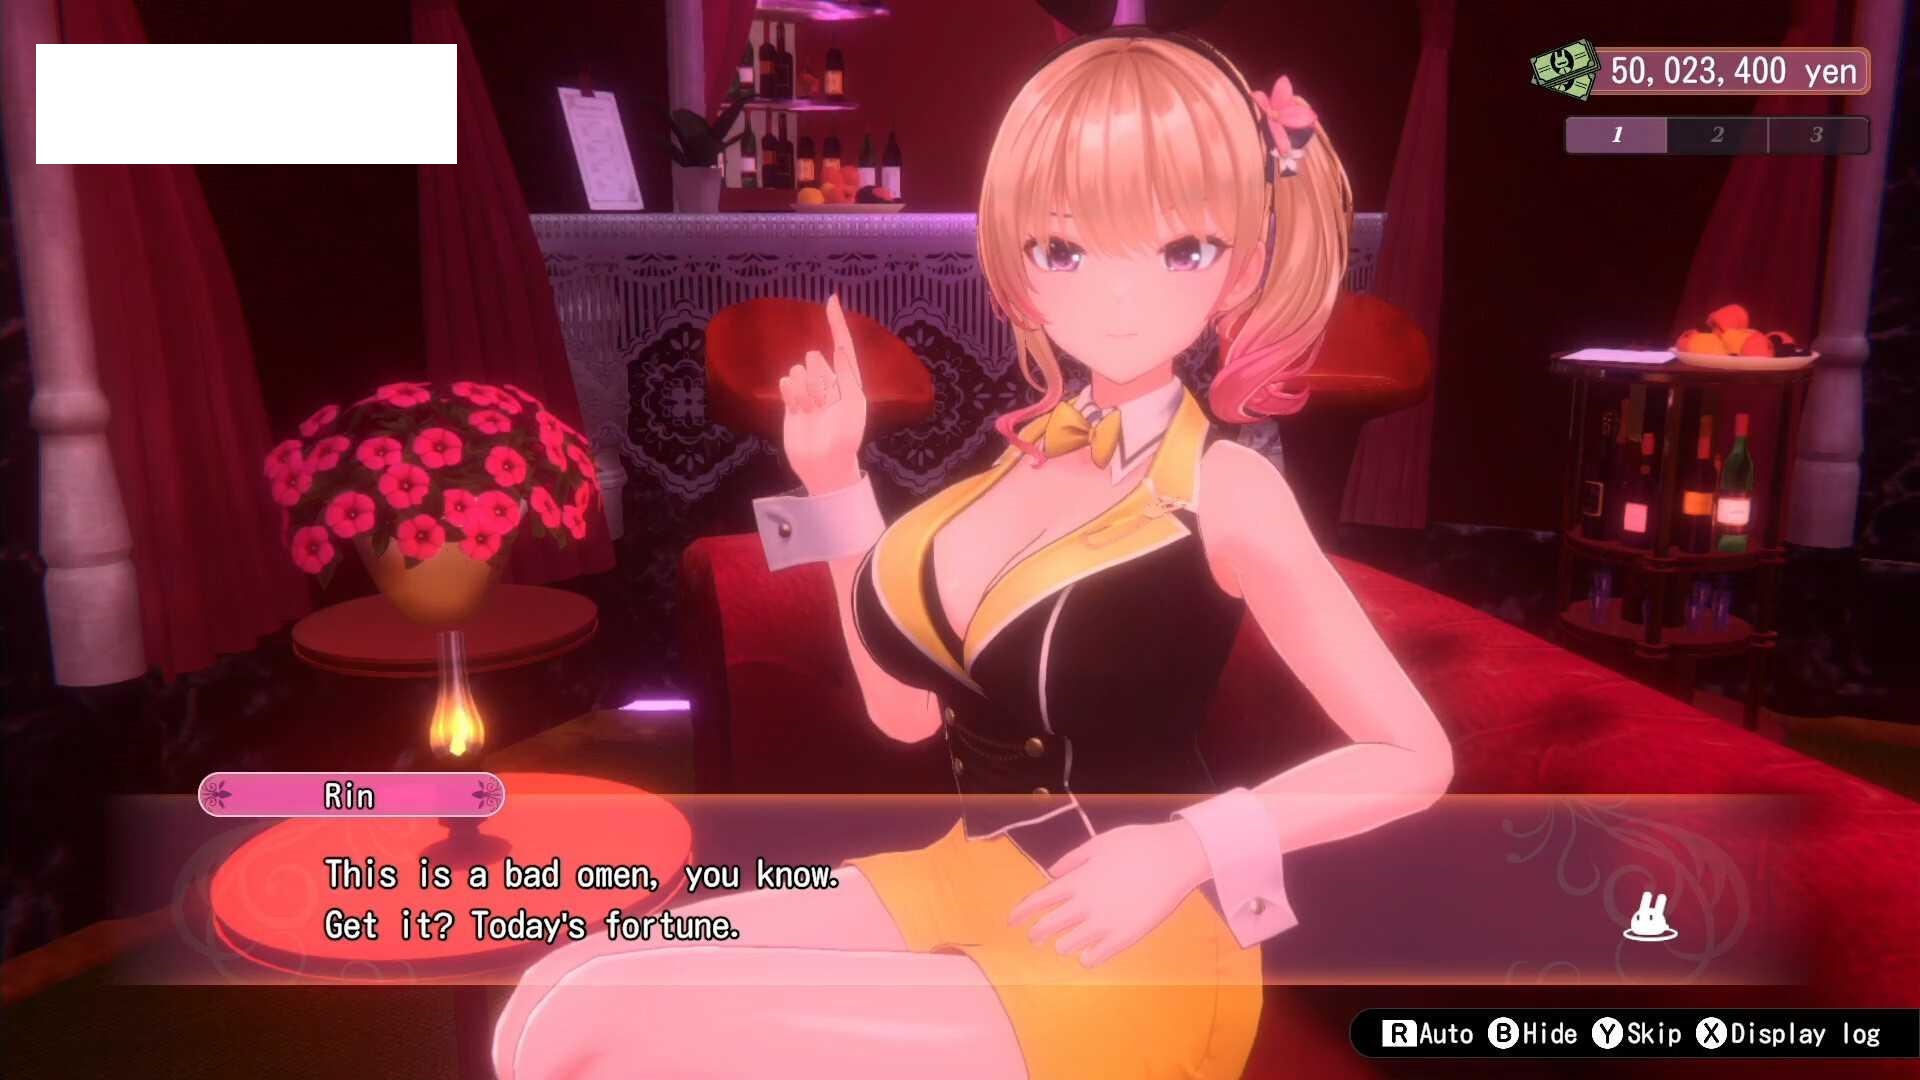 50,023,400 yen
1 2 3
Rin
This is a bad omen, you know.
Get it? Today's fortune.
R Auto B Hide Y Skip X Display log